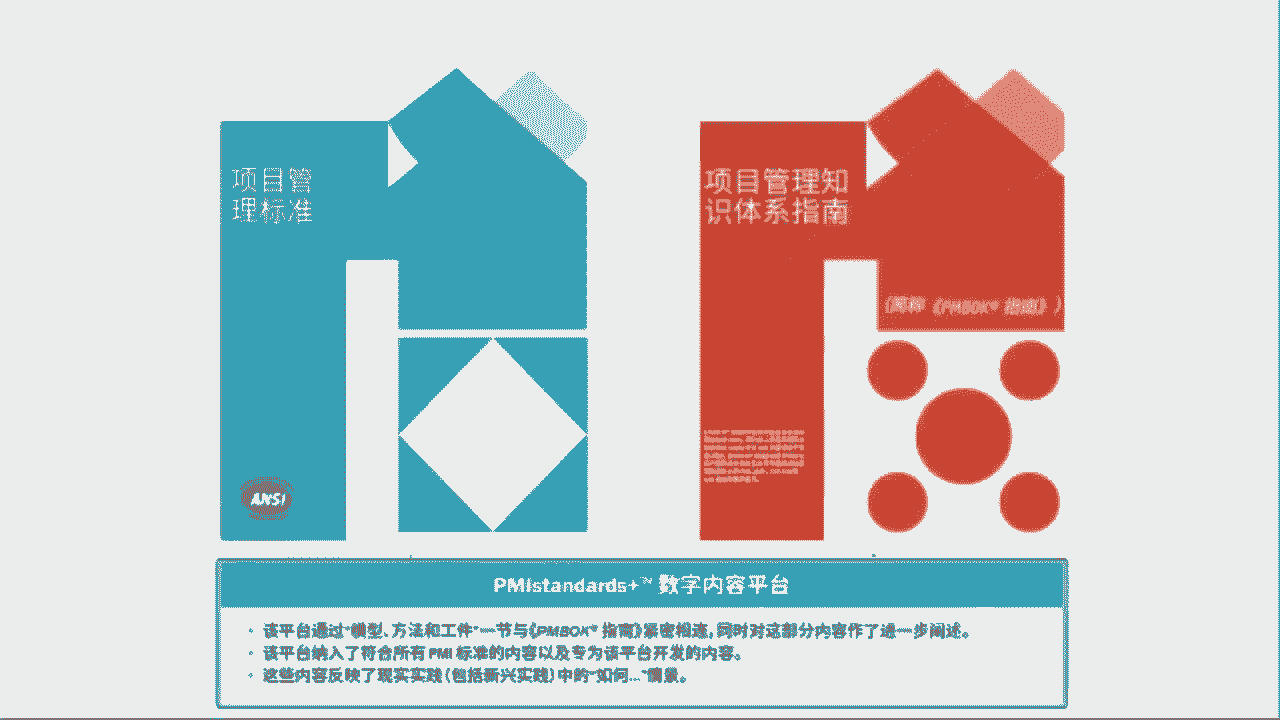 项目管
理标准
ANSI
项目管理知
识体系指南
（简称《PMBOK® 指南》）
PMIstandards+™ 数字内容平台
• 该平台通过“模型、方法和工件”一节与《PMBOK® 指南》紧密相连，同时对这部分内容作了进一步阐述。
• 该平台纳入了符合所有 PMI 标准的内容以及专为该平台开发的内容。
• 这些内容反映了现实实践（包括新兴实践）中的“如何…”情景。